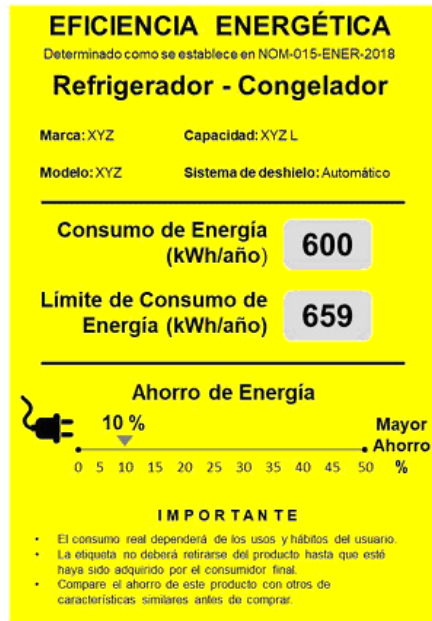 EFICIENCIA ENERGÉTICA
Determinado como se establece en NOM-015-ENER-2018
Refrigerador - Congelador
Marca: XYZ Capacidad: XYZ L
Modelo: XYZ Sistema de deshielo: Automático
Consumo de Energía
(kWh/año) 600
Límite de Consumo de
Energía (kWh/año) 659
Ahorro de Energía
10 %
Mayor
Ahorro
%
0 5 10 15 20 25 30 35 40 45 50
IMPORTANTE
• El consumo real dependerá de los usos y hábitos del usuario.
• La etiqueta no deberá retirarse del producto hasta que esté
haya sido adquirido por el consumidor final.
• Compare el ahorro de este producto con otros de
características similares antes de comprar.